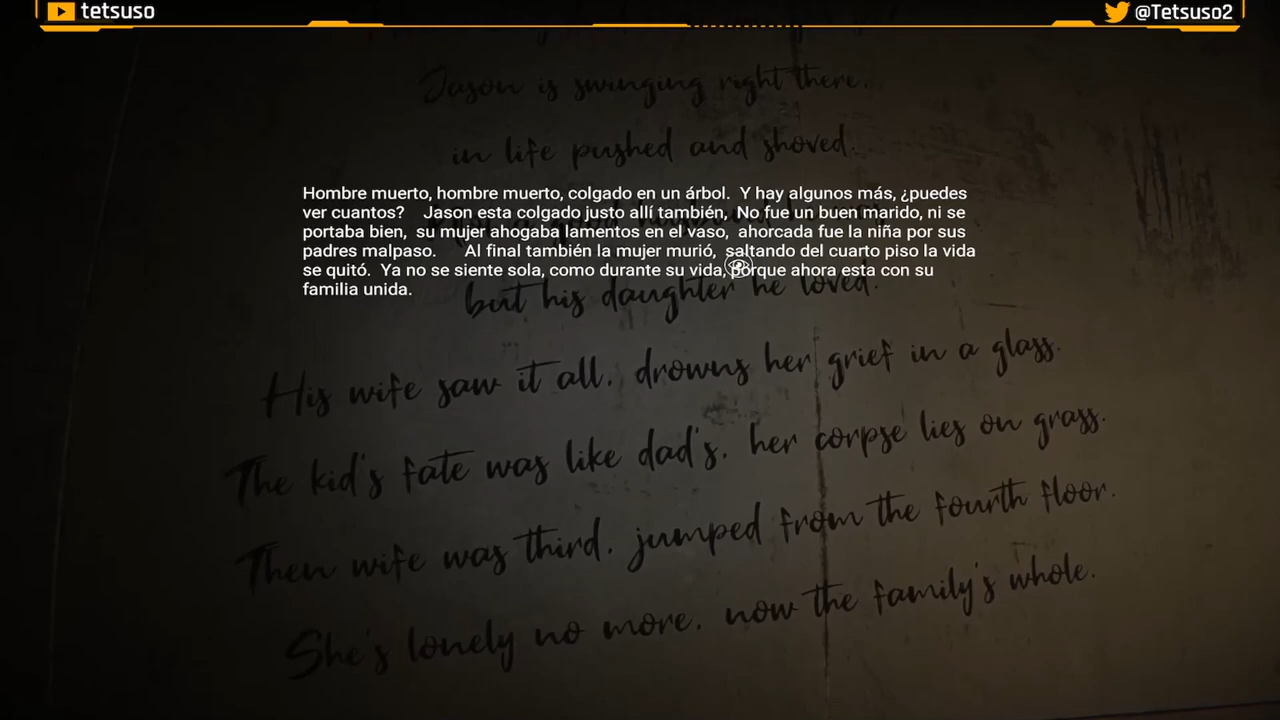 tetsuso
@Tetsuso2
Jason is swinging right there.
in life pushed and shoved.
Hombre muerto, hombre muerto, colgado en un árbol. Y hay algunos más, ¿puedes
ver cuantos? Jason esta colgado justo allí también, No fue un buen marido, ni se
portaba bien, su mujer ahogaba lamentos en el vaso, ahorcada fue la niña por sus
padres malpaso. Al final también la mujer murió, saltando del cuarto piso la vida
se quitó. Ya no se siente sola, como durante su vida, porque ahora esta con su
familia unida.
but his daughter he loved.
His wife saw it all. drowns her grief in a glass.
The kid's fate was like dad's. her corpse lies on grass.
Then wife was third. jumped from the fourth floor.
She's lonely no more. now the family's whole.